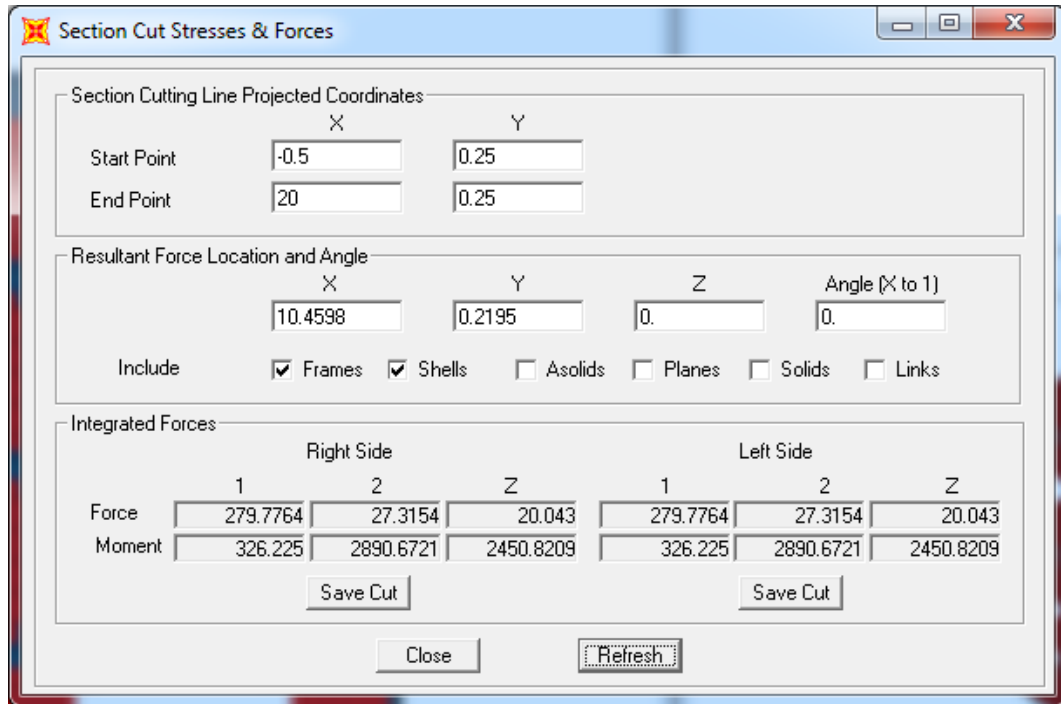 Section Cut Stresses & Forces
Section Cutting Line Projected Coordinates
X Y
Start Point -0.5 0.25
End Point 20 0.25
Resultant Force Location and Angle
X Y Z Angle (X to 1)
10.4598 0.2195 0. 0.
Include Frames Shells Asolids Planes Solids Links
Integrated Forces
Right Side Left Side
1 2 Z 1 2 Z
Force 279.7764 27.3154 20.043 279.7764 27.3154 20.043
Moment 326.225 2890.6721 2450.8209 326.225 2890.6721 2450.8209
Save Cut Save Cut
Close Refresh